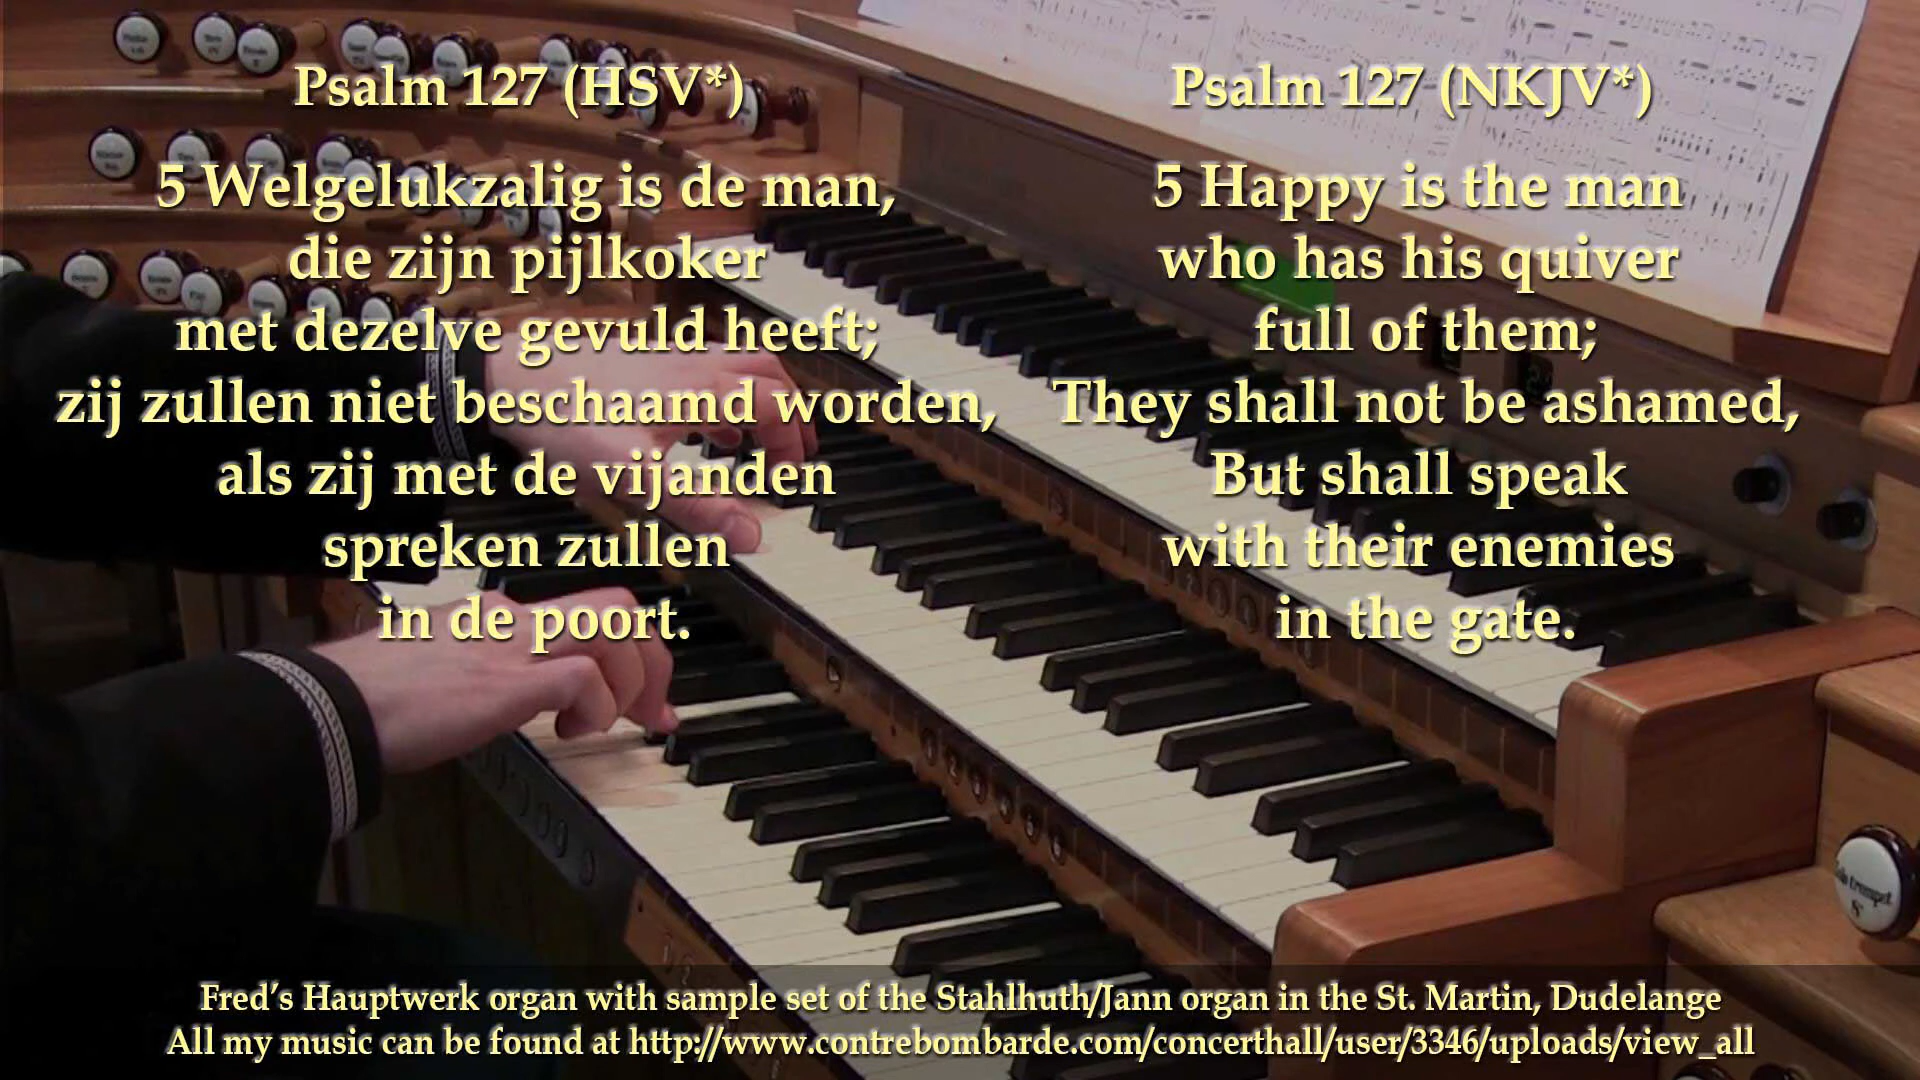 Psalm 127 (HSV*)
5 Welgelukzalig is de man,
die zijn pijlkoker
met dezelve gevuld heeft;
zij zullen niet beschaamd worden,
als zij met de vijanden
spreken zullen
in de poort.
Psalm 127 (NKJV*)
5 Happy is the man
who has his quiver
full of them;
They shall not be ashamed,
But shall speak
with their enemies
in the gate.
Fred's Hauptwerk organ with sample set of the Stahlhuth/Jann organ in the St. Martin, Dudelange
All my music can be found at http://www.contrebombarde.com/concerthall/user/3346/uploads/view_all